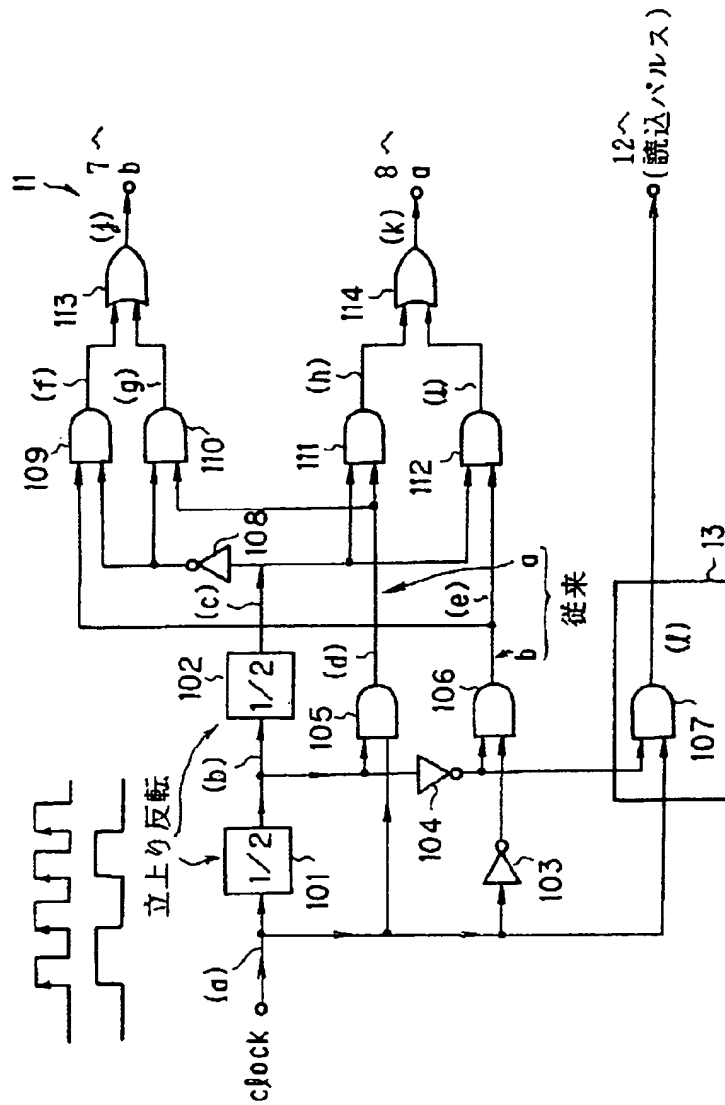 11
7へ
b
(j)
113
(f)
(g)
109
110
8へ
a
(k)
114
(h)
(i)
111
112
12へ
(読込パルス)
108
(c)
102
1/2
立上り反転
(b)
1/2
101
(a)
clock
(d)
105
104
103
(e)
106
a
b
従来
13
(l)
107